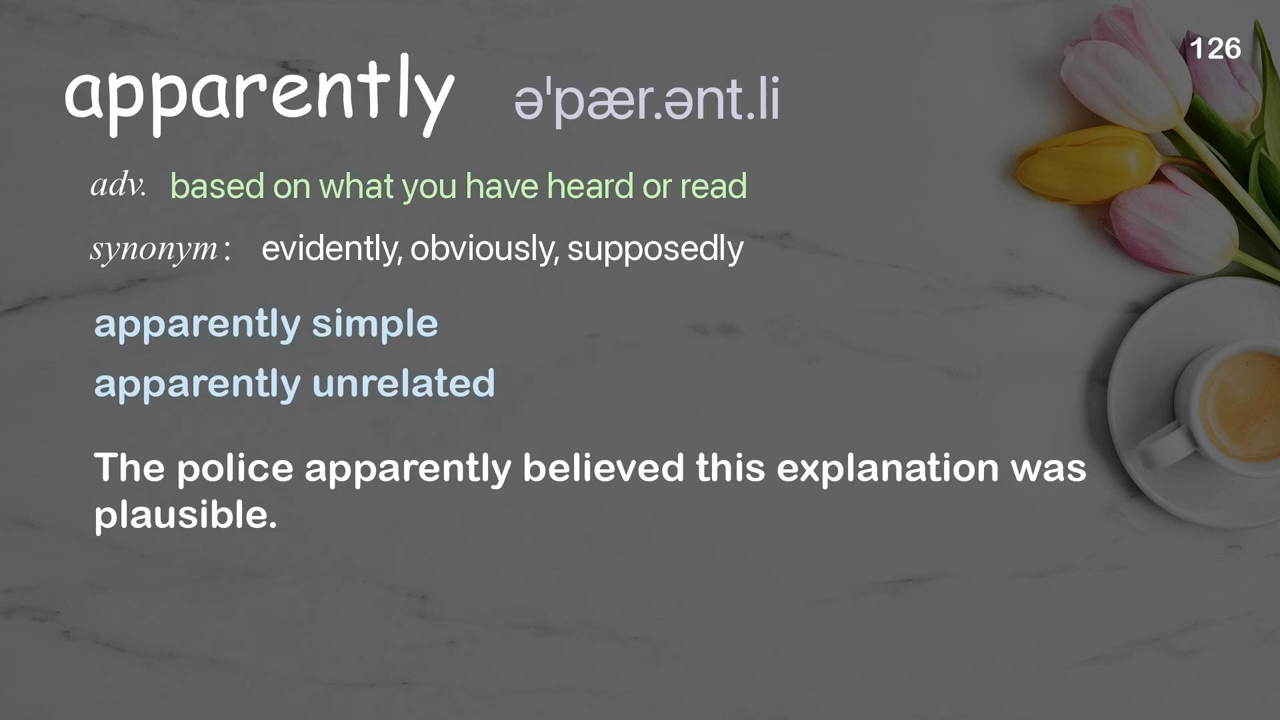 126
apparently əˈpær.ənt.li
adv. based on what you have heard or read
synonym: evidently, obviously, supposedly
apparently simple
apparently unrelated
The police apparently believed this explanation was
plausible.